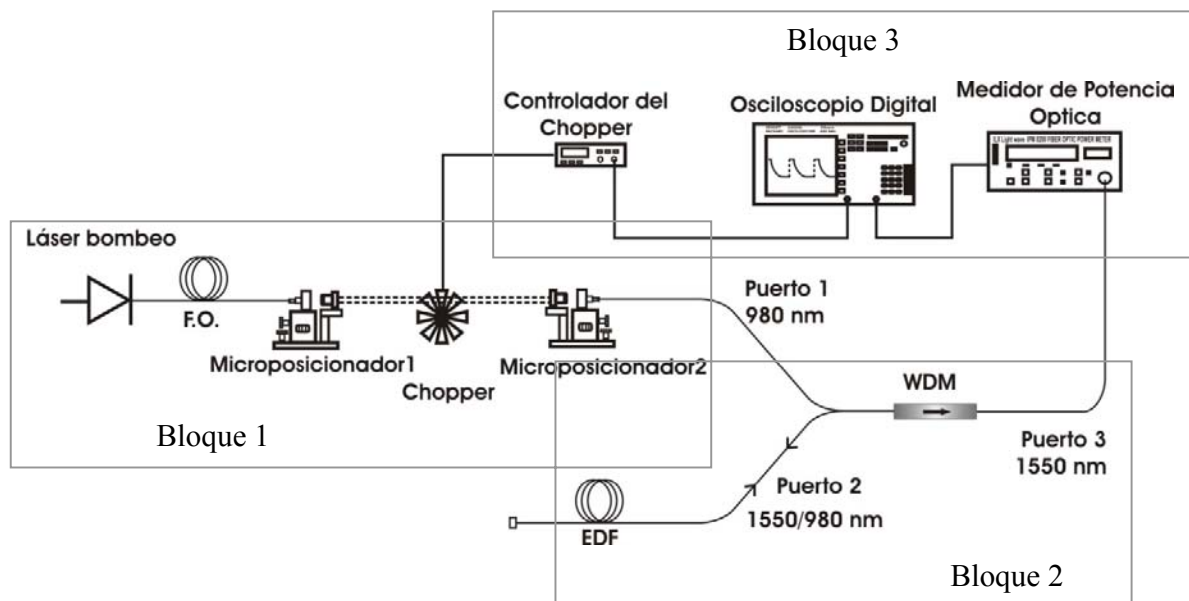 Bloque 3
Controlador del
Chopper
Osciloscopio Digital
Medidor de Potencia
Optica
Láser bombeo
F.O.
Microposicionador1
Chopper
Microposicionador2
Bloque 1
Puerto 1
980 nm
WDM
Puerto 3
1550 nm
Puerto 2
1550/980 nm
EDF
Bloque 2